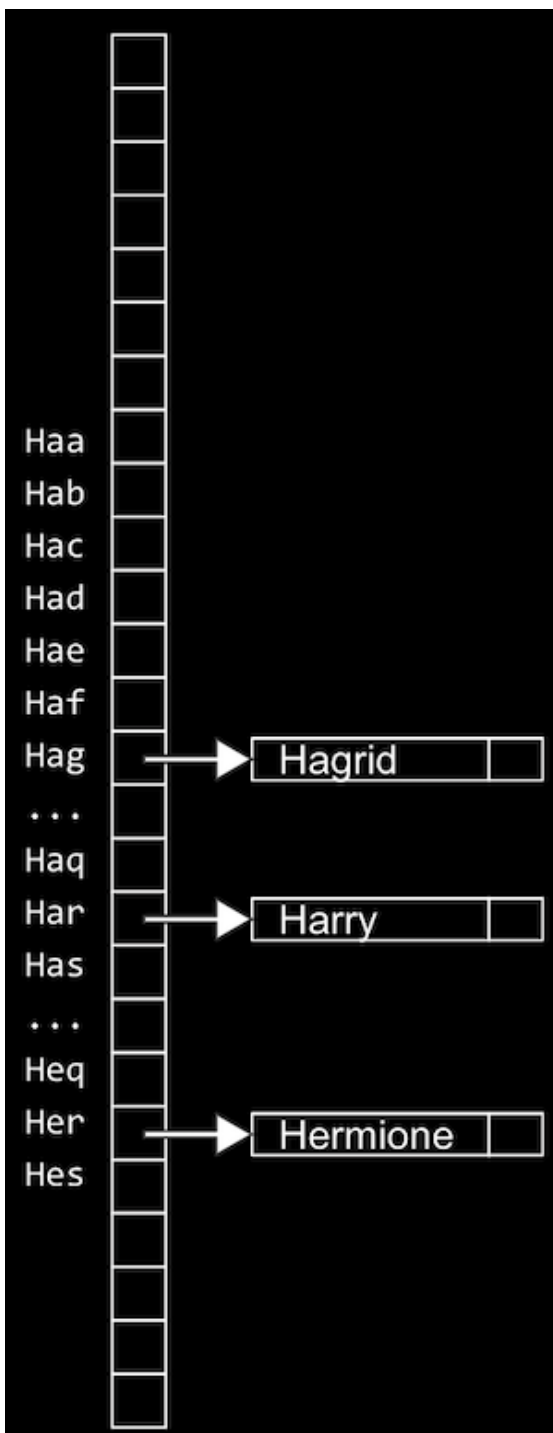 Haa
Hab
Hac
Had
Hae
Haf
Hag Hagrid
...
Haq
Har Harry
Has
...
Heq
Her Hermione
Hes